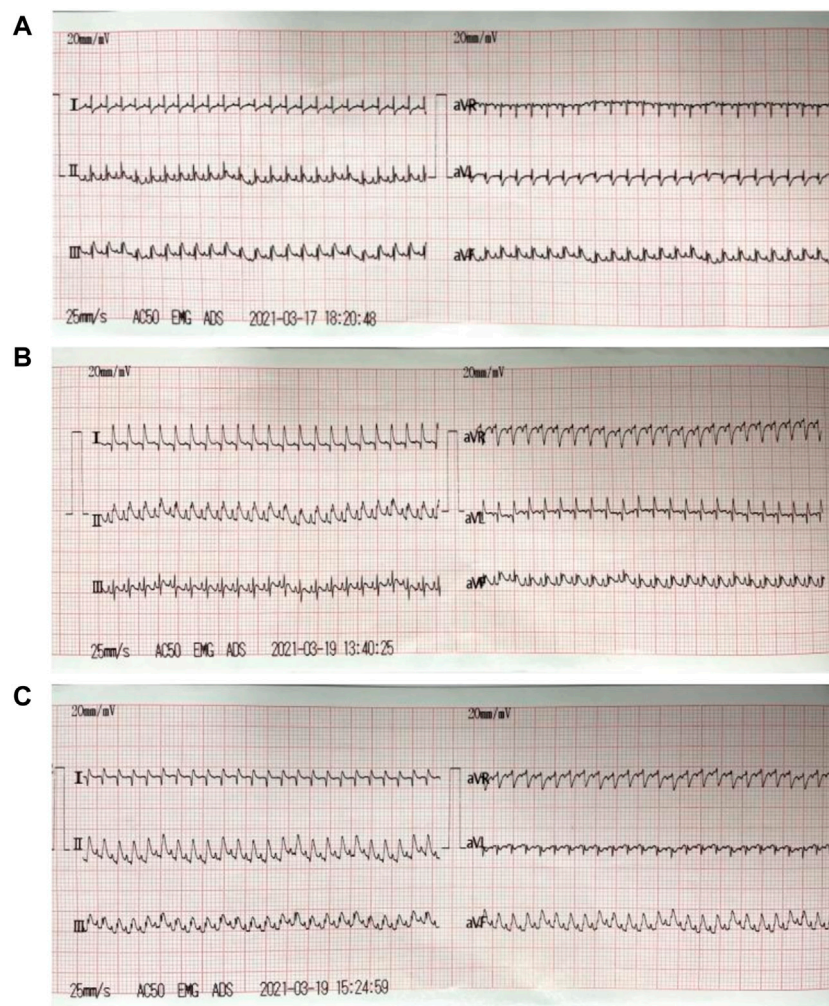 A
20mm/mV 20mm/mV
I aVR
II aVL
III aVF
25mm/s AC50 EMG ADS 2021-03-17 18:20:48
B
20mm/mV 20mm/mV
I aVR
II aVL
III aVF
25mm/s AC50 EMG ADS 2021-03-19 13:40:25
C
20mm/mV 20mm/mV
I aVR
II aVL
III aVF
25mm/s AC50 EMG ADS 2021-03-19 15:24:59